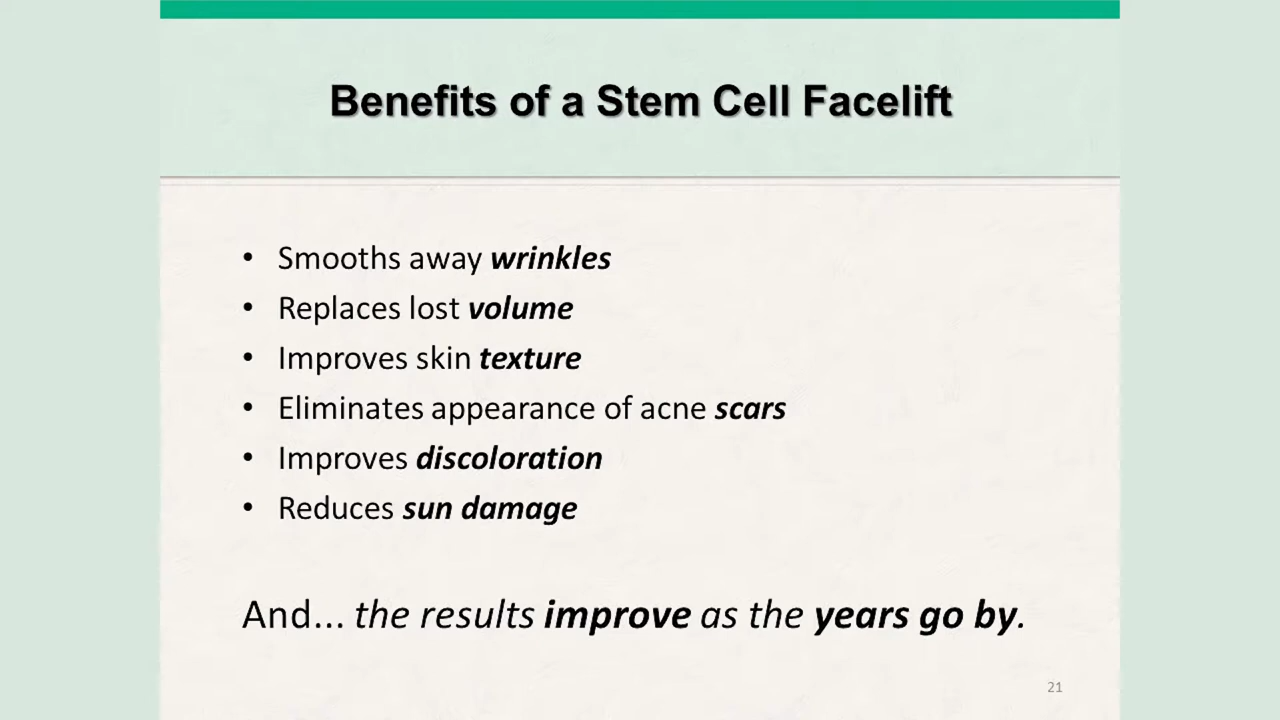 Benefits of a Stem Cell Facelift
• Smooths away wrinkles
• Replaces lost volume
• Improves skin texture
• Eliminates appearance of acne scars
• Improves discoloration
• Reduces sun damage
And... the results improve as the years go by.
21